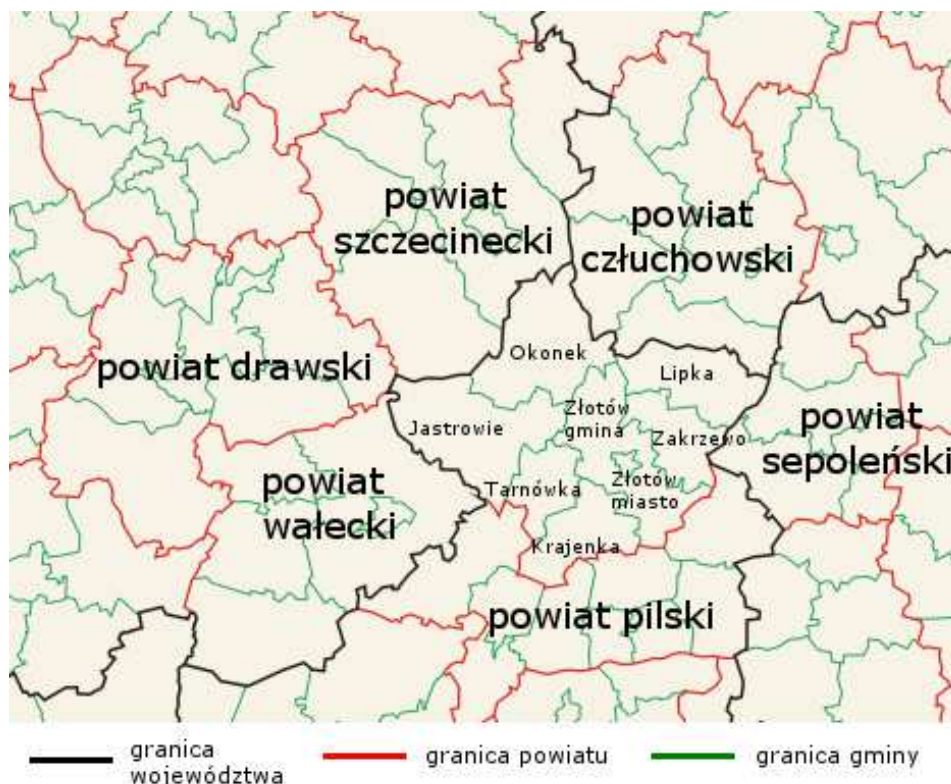 powiat
szczecinecki
powiat
człuchowski
powiat drawski
Okonek
Lipka
Jastrowie
Złotów
gmina
Zakrzewo
powiat
sepoleński
powiat
wałecki
Tarnówka
Złotów
miasto
Krajenka
powiat pilski
granica
województwa
granica powiatu
granica gminy